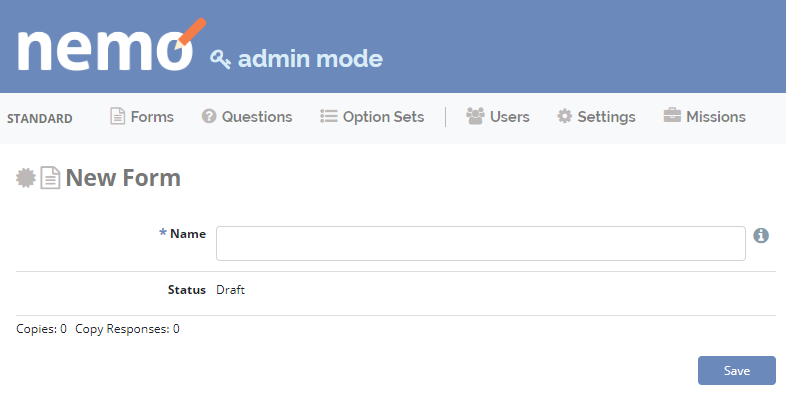 nemo admin mode
STANDARD Forms Questions Option Sets Users Settings Missions
New Form
* Name
Status Draft
Copies: 0 Copy Responses: 0
Save